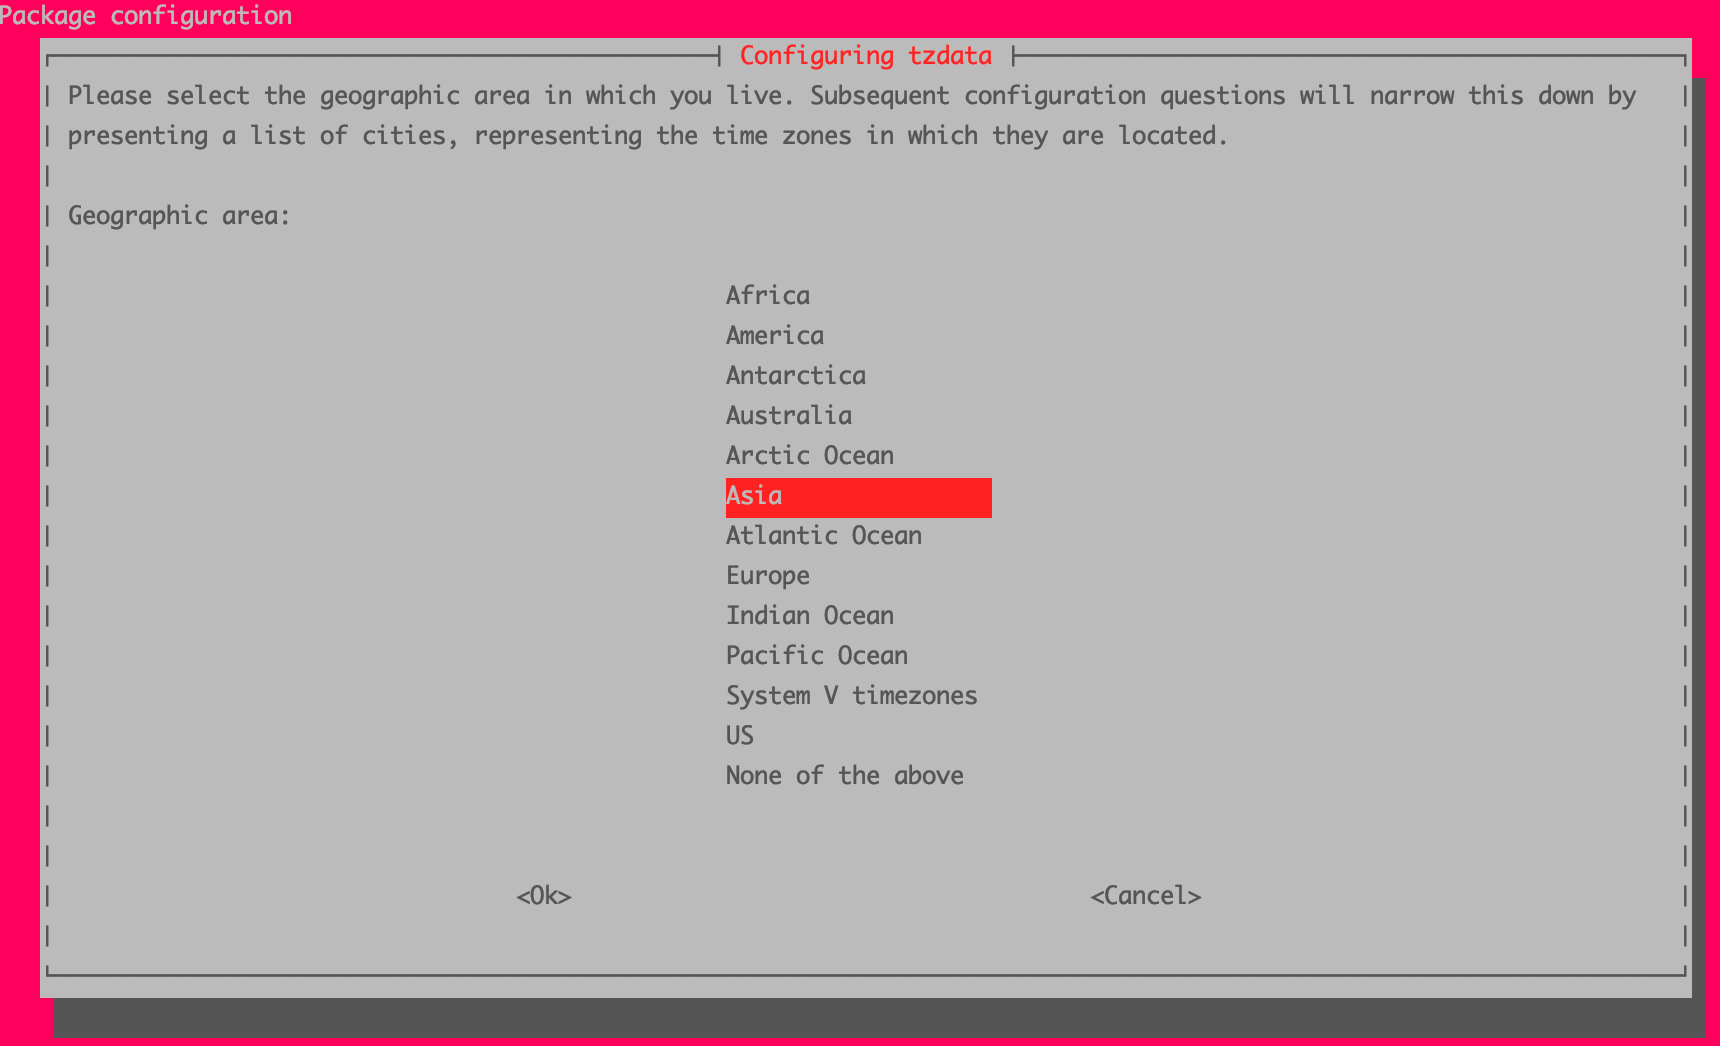 Package configuration
Configuring tzdata
Please select the geographic area in which you live. Subsequent configuration questions will narrow this down by
presenting a list of cities, representing the time zones in which they are located.
Geographic area:
Africa
America
Antarctica
Australia
Arctic Ocean
Asia
Atlantic Ocean
Europe
Indian Ocean
Pacific Ocean
System V timezones
US
None of the above
<Ok> <Cancel>